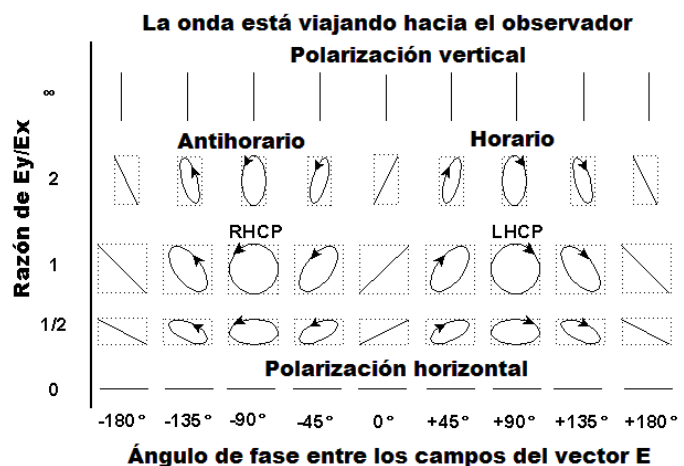 La onda está viajando hacia el observador
Polarización vertical
∞
Antihorario Horario
2
RHCP LHCP
1
1/2
Polarización horizontal
0
-180° -135° -90° -45° 0° +45° +90° +135° +180°
Ángulo de fase entre los campos del vector E
Razón de Ey/Ex